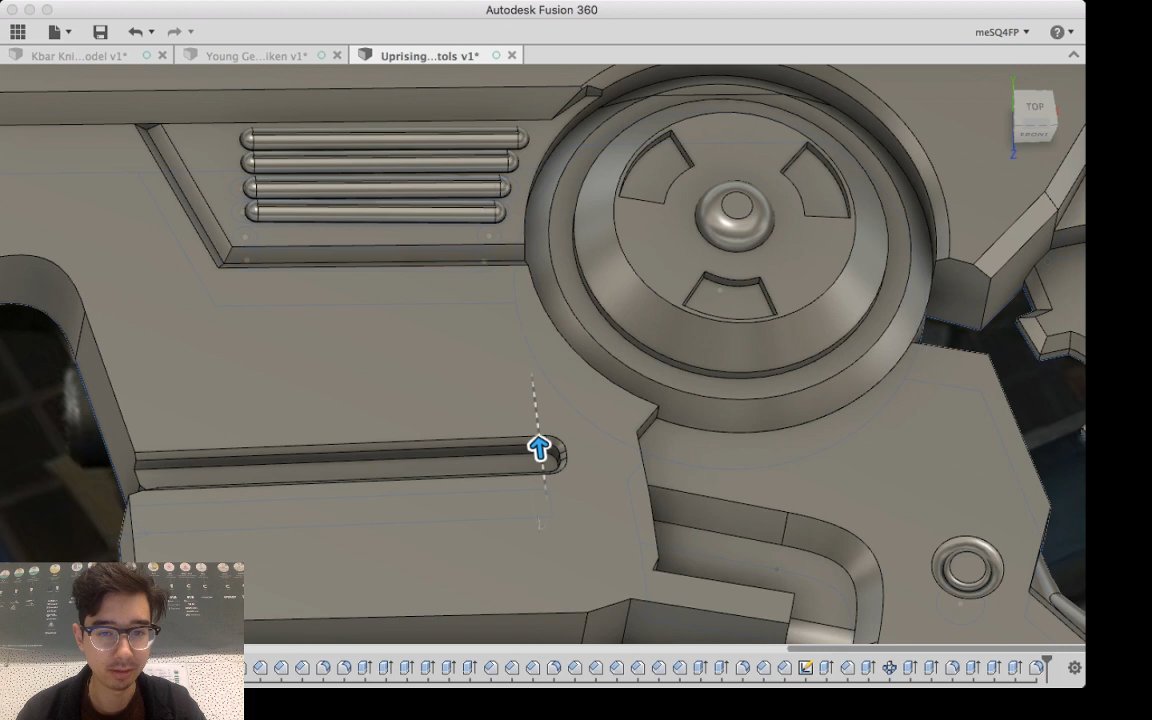 Autodesk Fusion 360
meSQ4FP
Kbar Kni...odel v1*
Young Ge...iken v1*
Uprising...tols v1*
TOP
FRONT
Z